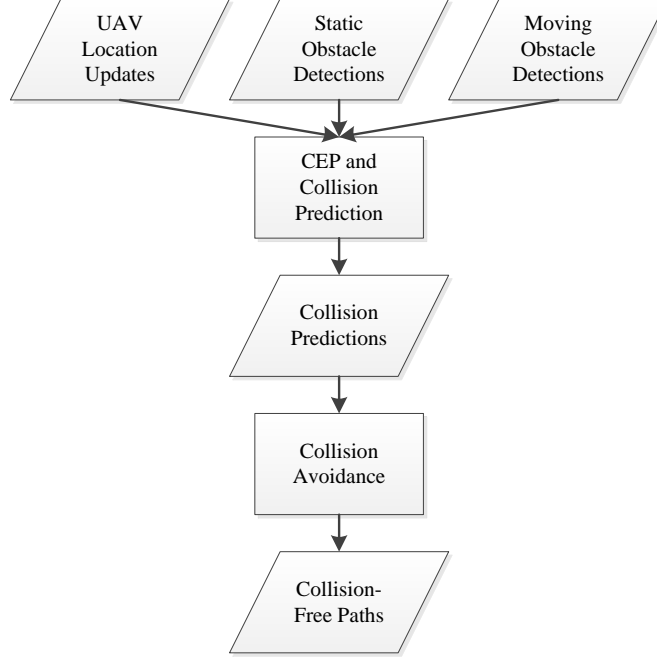 UAV
Location
Updates
Static
Obstacle
Detections
Moving
Obstacle
Detections
CEP and
Collision
Prediction
Collision
Predictions
Collision
Avoidance
Collision-
Free Paths